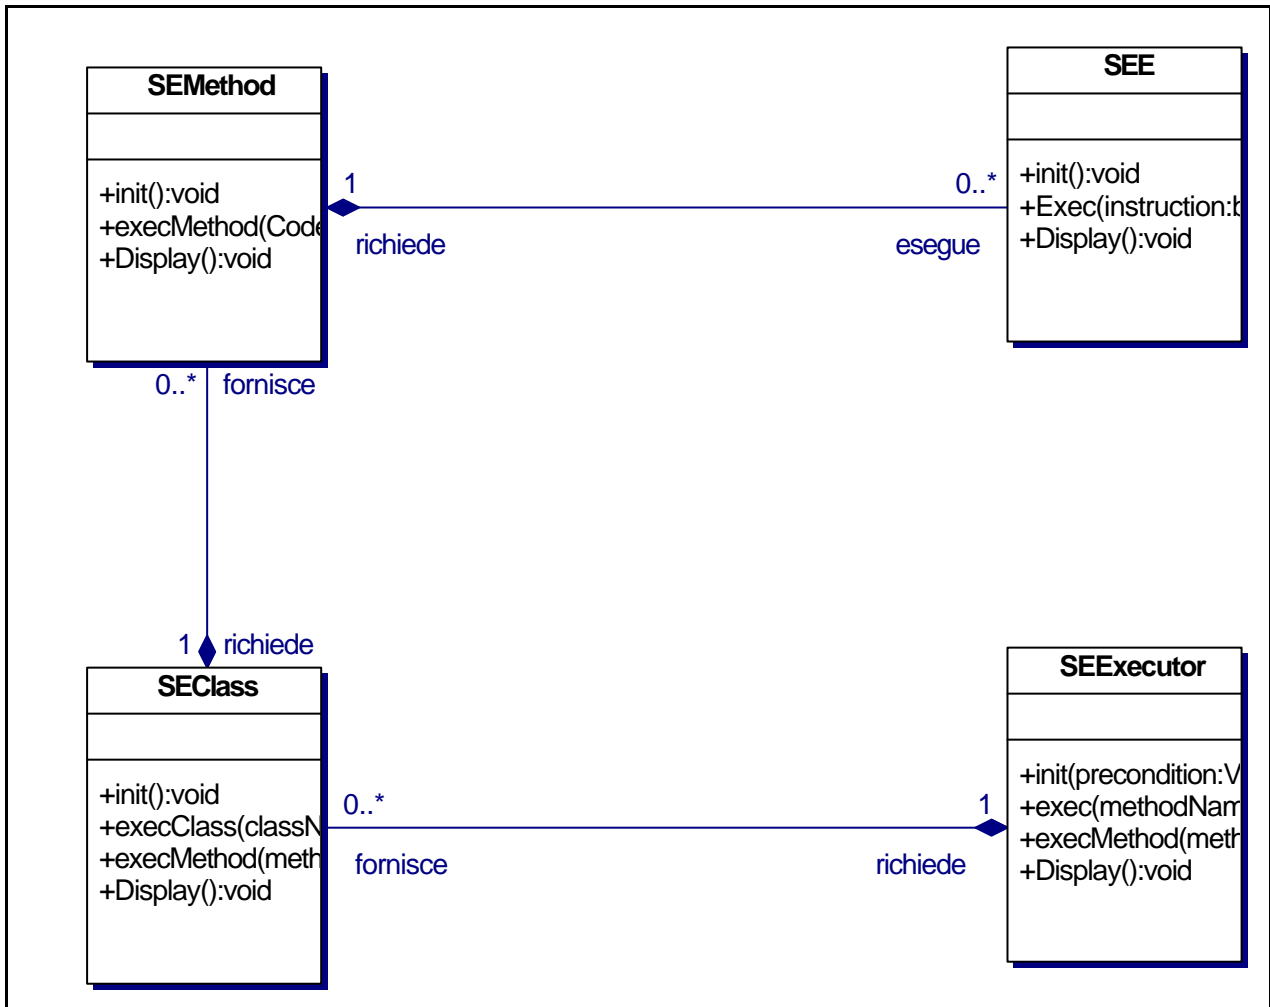 SEMethod
+init():void
+execMethod(Code
+Display():void
SEE
+init():void
+Exec(instruction:b
+Display():void
1
0..*
richiede
esegue
0..* fornisce
1 richiede
SEClass
+init():void
+execClass(classN
+execMethod(meth
+Display():void
SEExecutor
+init(precondition:V
+exec(methodNam
+execMethod(meth
+Display():void
0..*
1
fornisce
richiede